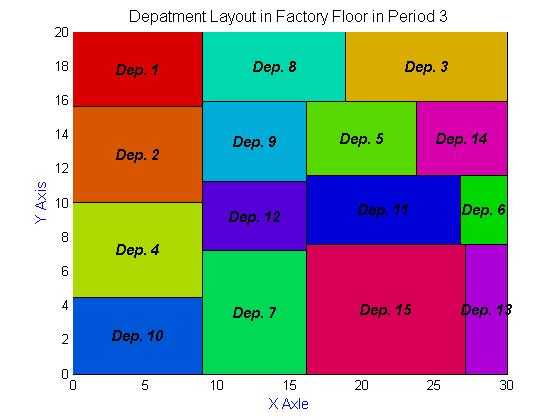 Depatment Layout in Factory Floor in Period 3
20
18
16
14
12
10
8
6
4
2
0
Y Axis
Dep. 1
Dep. 8
Dep. 3
Dep. 2
Dep. 9
Dep. 5
Dep. 14
Dep. 4
Dep. 12
Dep. 11
Dep. 6
Dep. 10
Dep. 7
Dep. 15
Dep. 13
0 5 10 15 20 25 30
X Axle